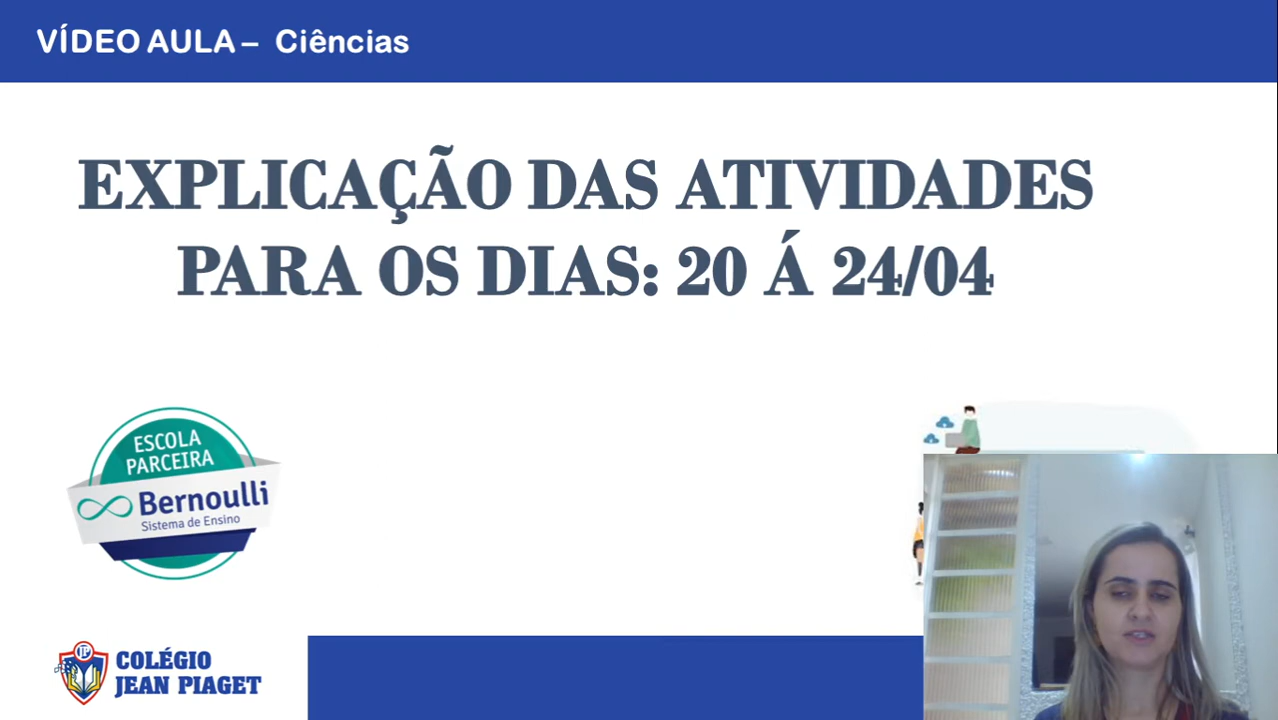 VÍDEO AULA – Ciências
EXPLICAÇÃO DAS ATIVIDADES
PARA OS DIAS: 20 Á 24/04
ESCOLA
PARCEIRA
Bernoulli
Sistema de Ensino
COLÉGIO
JEAN PIAGET